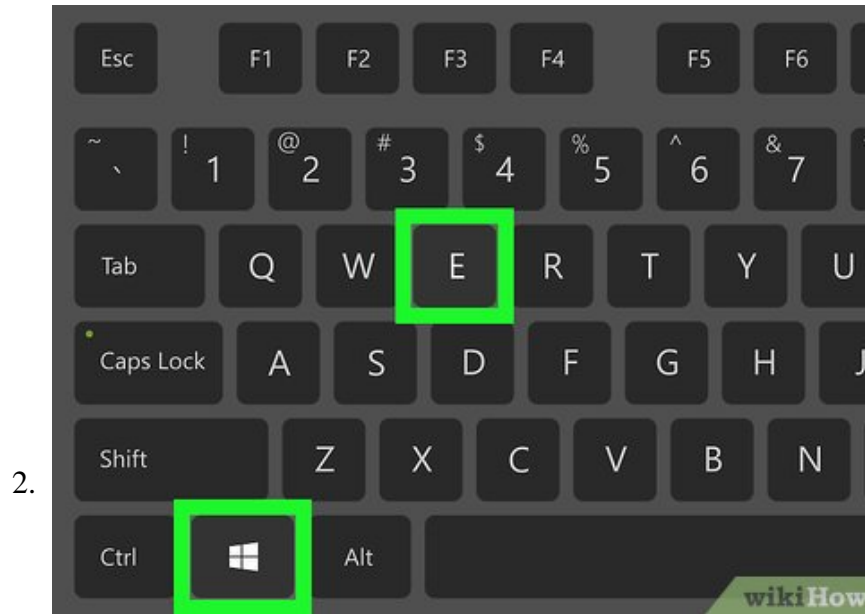 Esc F1 F2 F3 F4 F5 F6
~ ` ! 1 @ 2 # 3 $ 4 % 5 ^ 6 & 7
Tab Q W E R T Y U
Caps Lock A S D F G H J
Shift Z X C V B N
2.
Ctrl Alt
wikiHow